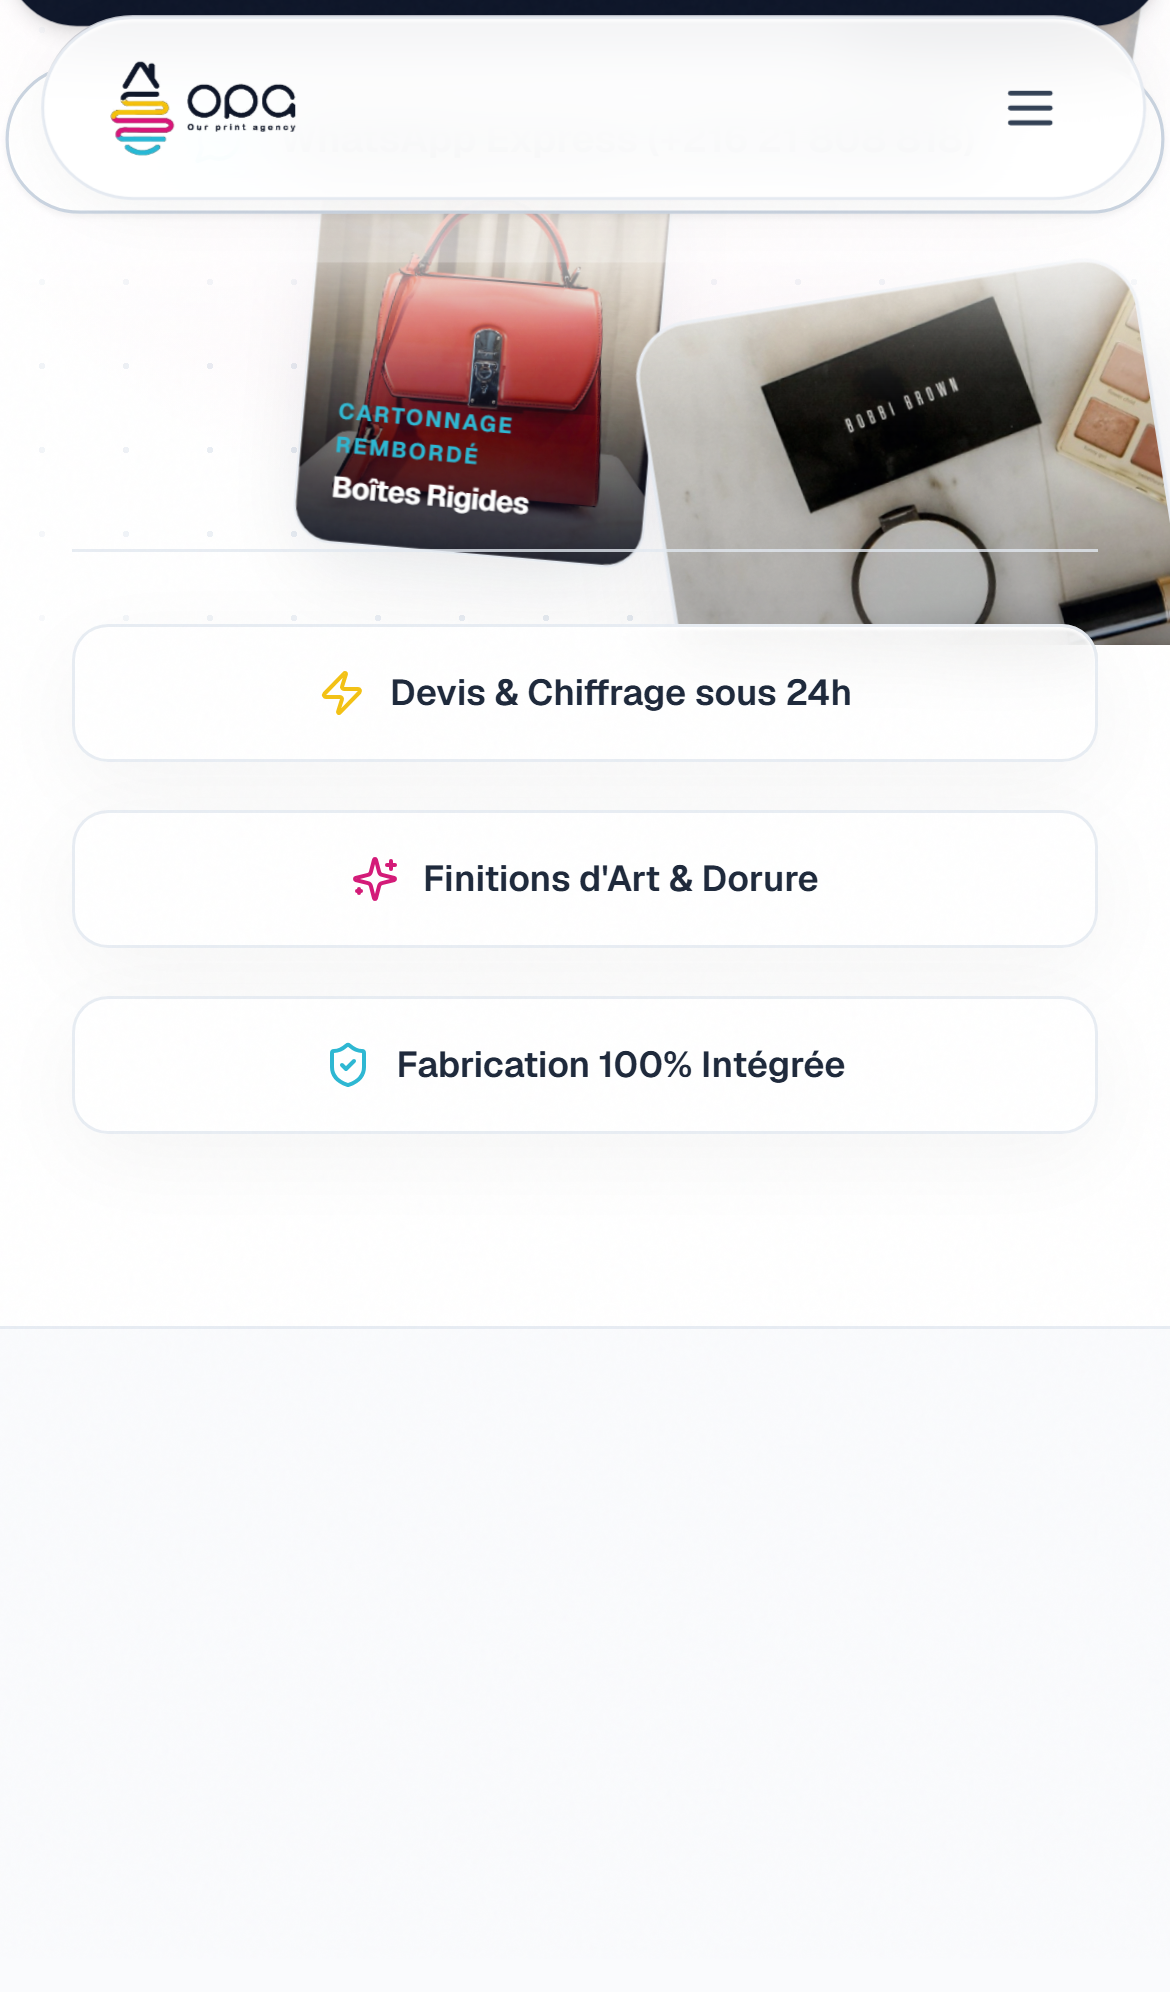 opa
Our print agency
CARTONNAGE
REMBORDÉ
Boîtes Rigides
BOBBI BROWN
Devis & Chiffrage sous 24h
Finitions d'Art & Dorure
Fabrication 100% Intégrée